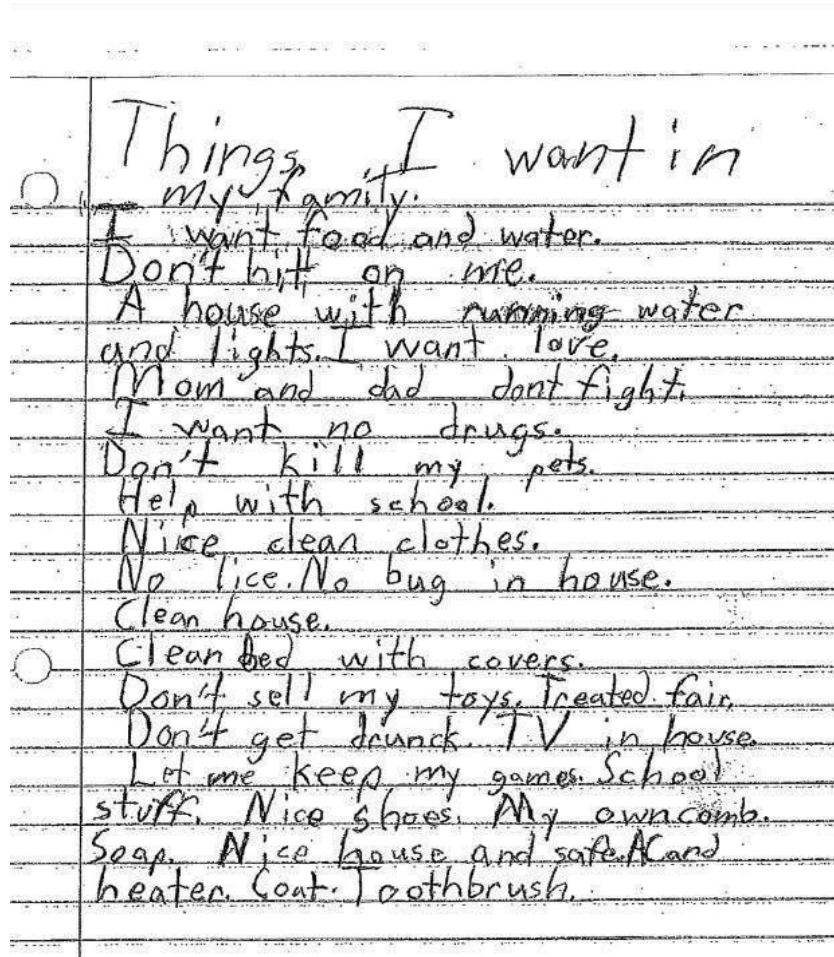 Things I want in
my family.
I want food and water.
Don't hit on me.
A house with running water
and lights. I want love.
Mom and dad dont fight.
I want no drugs.
Don't kill my pets.
Help with school.
Nice clean clothes.
No lice. No bug in house.
Clean house.
Clean bed with covers.
Don't sell my toys. Treated fair.
Don't get drunck. TV in house.
Let me keep my games. School
stuff. Nice shoes. My own comb.
Soap. Nice house and safe. AC and
heater. Coat. Toothbrush.